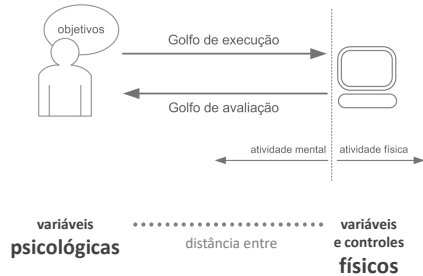 objetivos
Golfo de execução
Golfo de avaliação
atividade mental
atividade física
variáveis
psicológicas
distância entre
variáveis
e controles
físicos